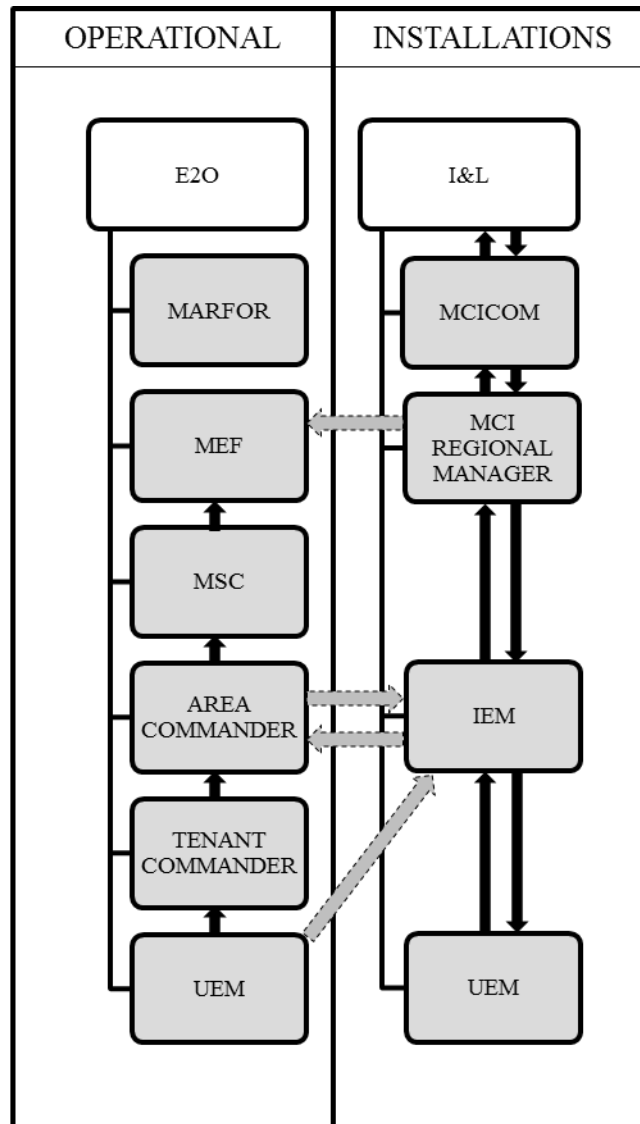 OPERATIONAL
INSTALLATIONS
E2O
I&L
MARFOR
MCICOM
MEF
MCI
REGIONAL
MANAGER
MSC
AREA
COMMANDER
IEM
TENANT
COMMANDER
UEM
UEM